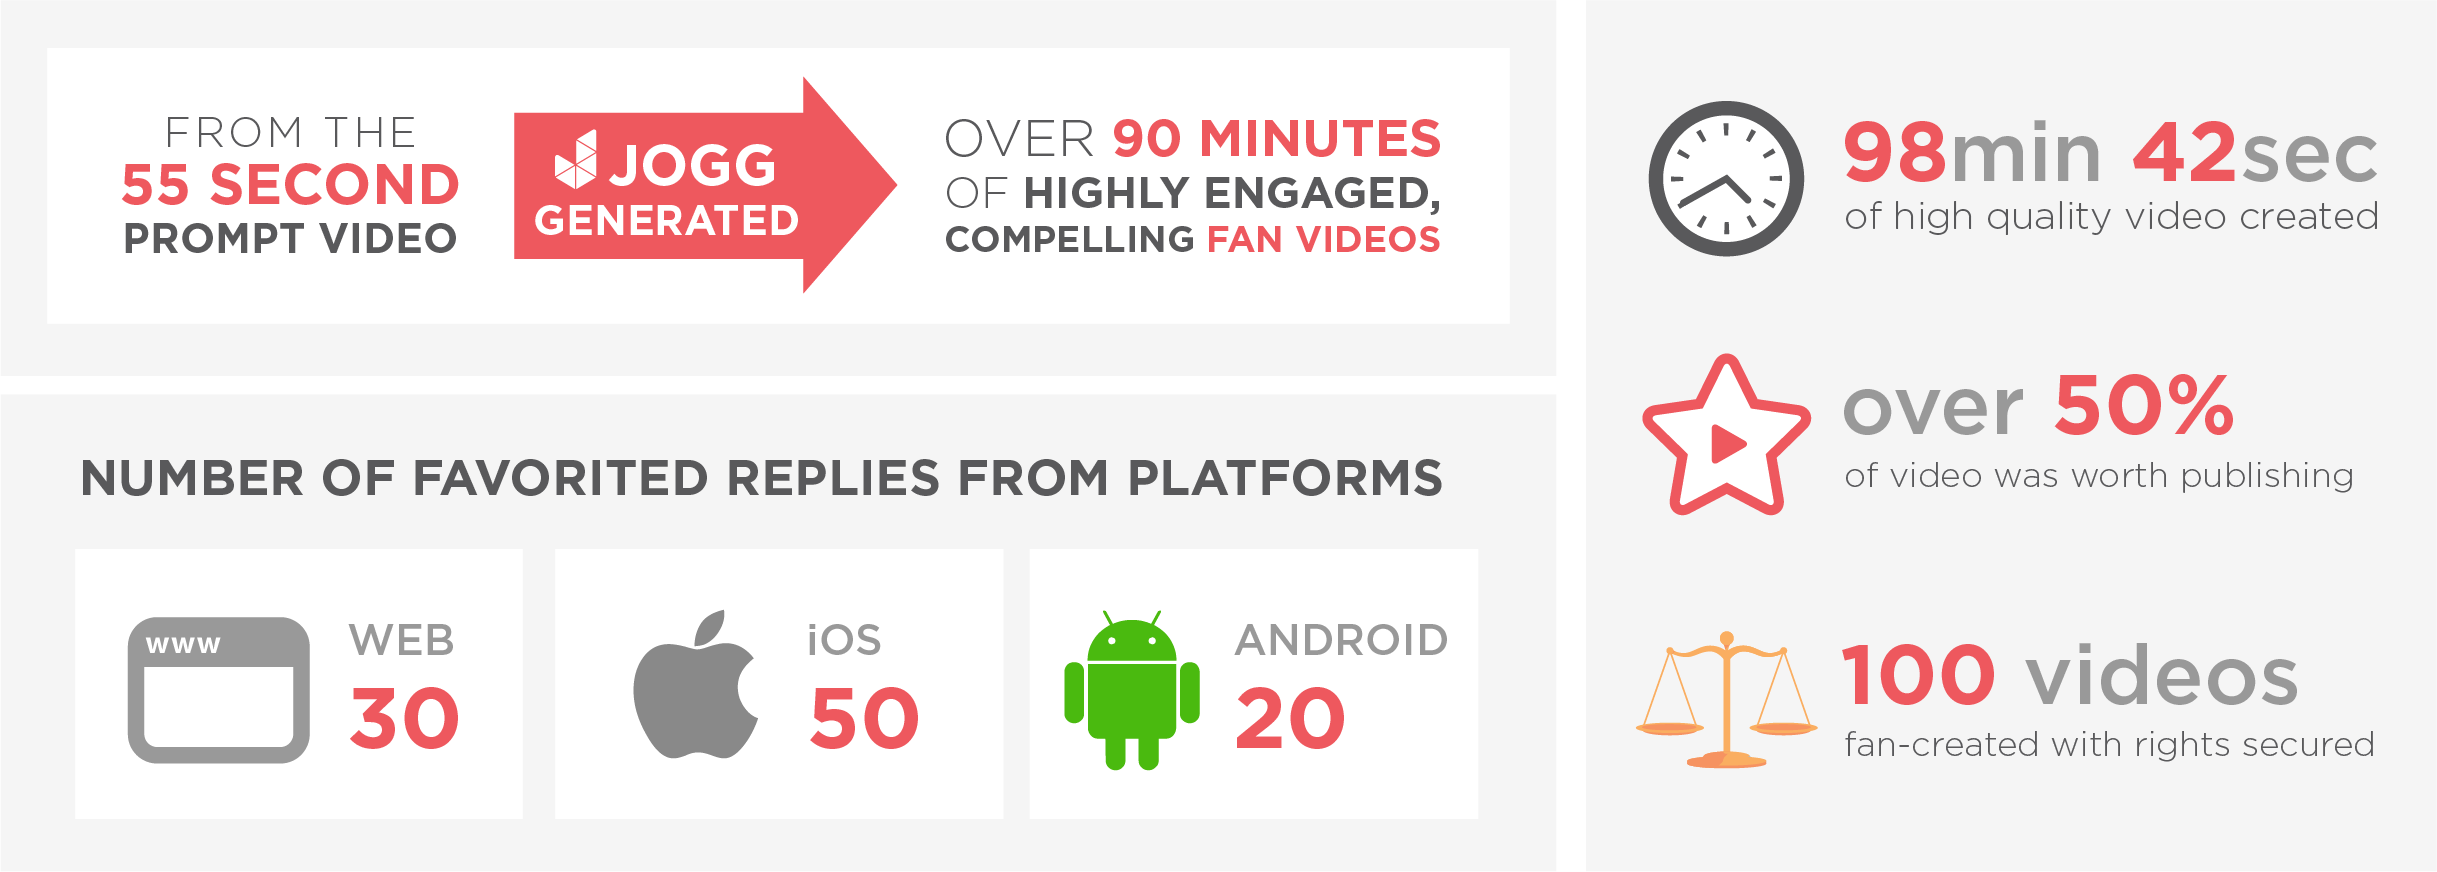 FROM THE
55 SECOND
PROMPT VIDEO
JOGG
GENERATED
OVER 90 MINUTES
OF HIGHLY ENGAGED,
COMPELLING FAN VIDEOS
NUMBER OF FAVORITED REPLIES FROM PLATFORMS
www
WEB
30
iOS
50
ANDROID
20
98min 42sec
of high quality video created
over 50%
of video was worth publishing
100 videos
fan-created with rights secured